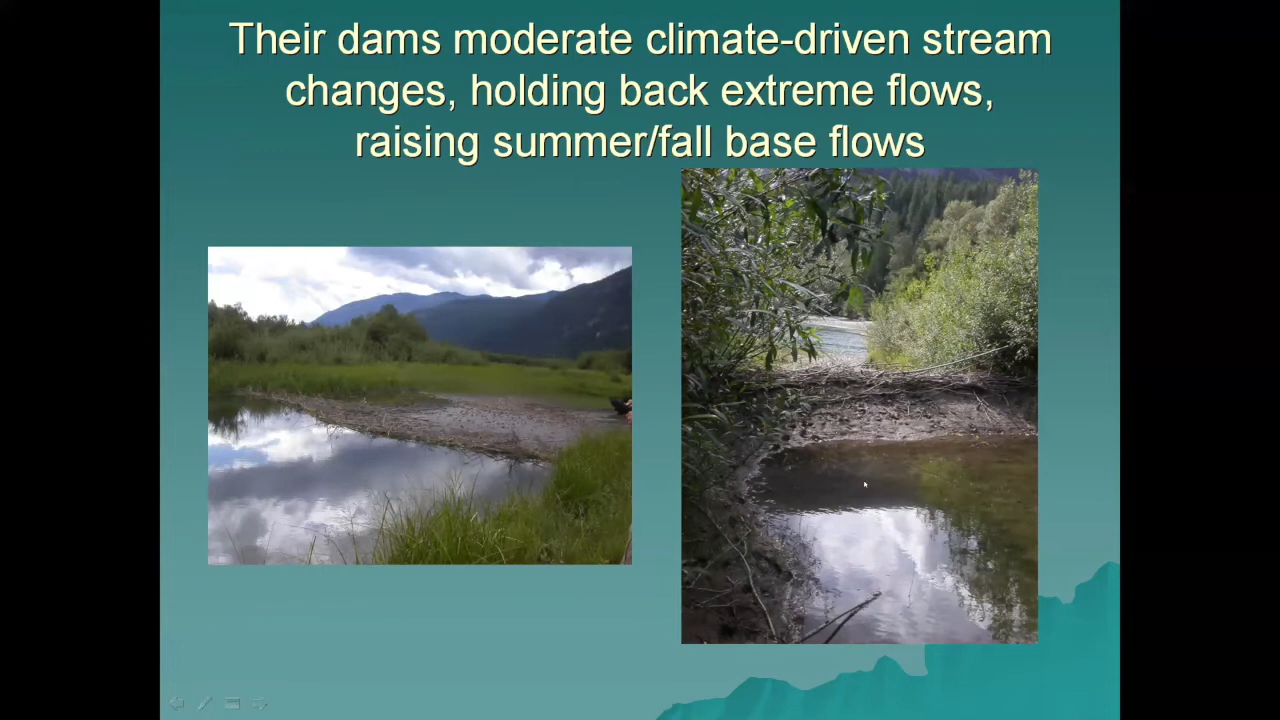 Their dams moderate climate-driven stream
changes, holding back extreme flows,
raising summer/fall base flows